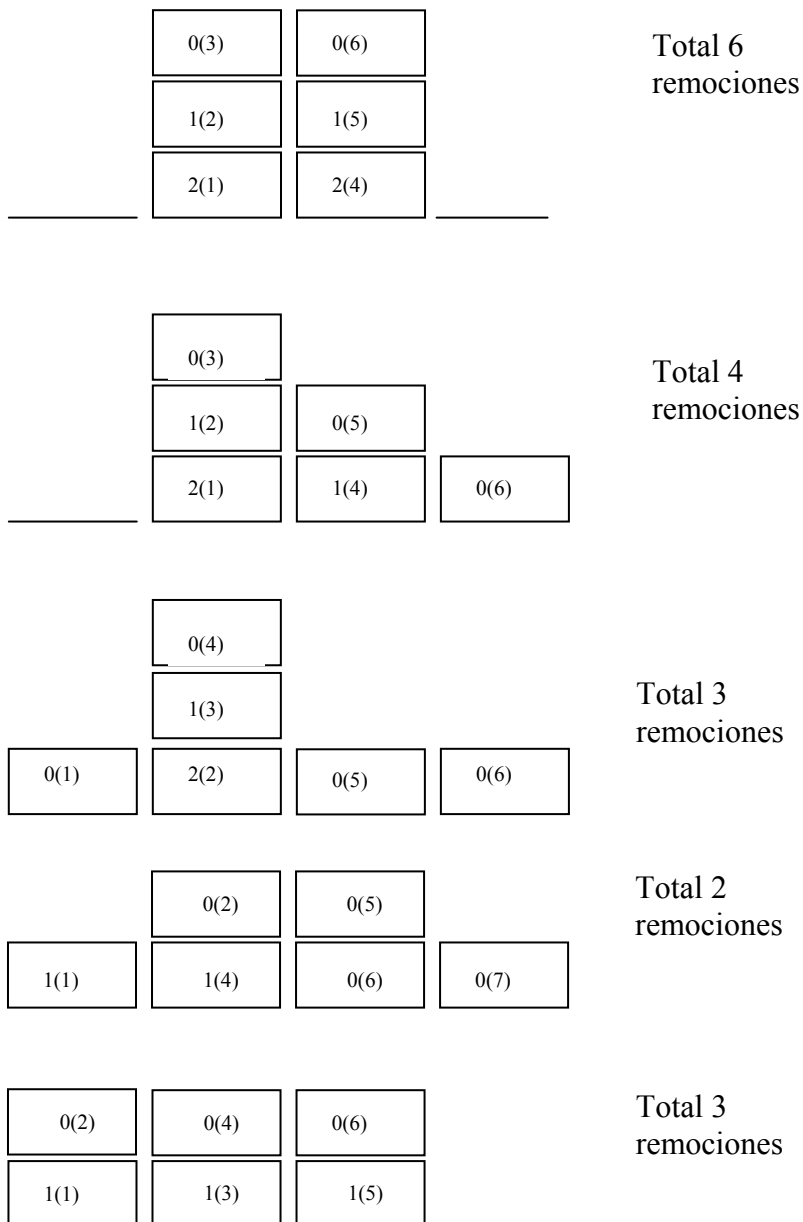 0(3) 0(6) Total 6
remociones
1(2) 1(5)
2(1) 2(4)
0(3) Total 4
remociones
1(2) 0(5)
2(1) 1(4) 0(6)
0(4)
1(3) Total 3
remociones
0(1) 2(2) 0(5) 0(6)
0(2) 0(5) Total 2
remociones
1(1) 1(4) 0(6) 0(7)
0(2) 0(4) 0(6) Total 3
remociones
1(1) 1(3) 1(5)